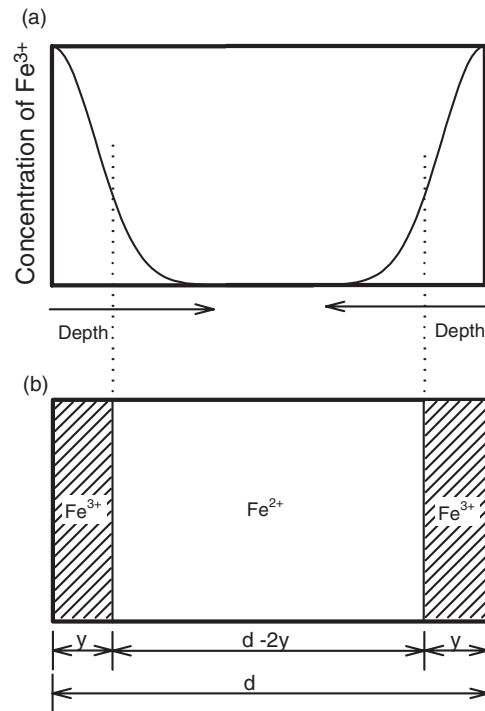 (a)
Concentration of Fe³⁺
Depth
Depth
(b)
Fe³⁺
Fe²⁺
Fe³⁺
y
d -2y
y
d